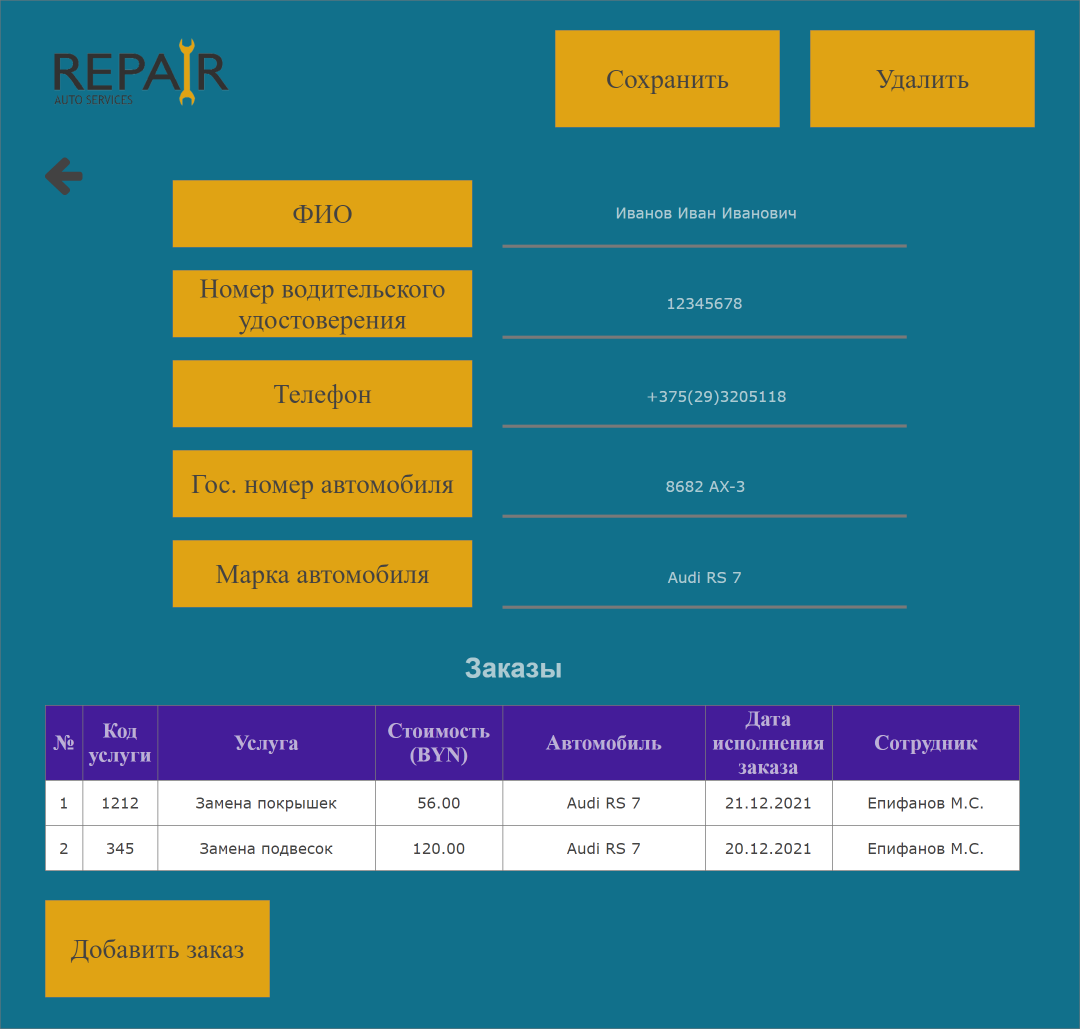 REPAIR
AUTO SERVICES
Сохранить
Удалить
ФИО
Иванов Иван Иванович
Номер водительского
удостоверения
12345678
Телефон
+375(29)3205118
Гос. номер автомобиля
8682 АХ-3
Марка автомобиля
Audi RS 7
Заказы
№ Код услуги Услуга Стоимость (BYN) Автомобиль Дата исполнения заказа Сотрудник
1 1212 Замена покрышек 56.00 Audi RS 7 21.12.2021 Епифанов М.С.
2 345 Замена подвесок 120.00 Audi RS 7 20.12.2021 Епифанов М.С.
Добавить заказ